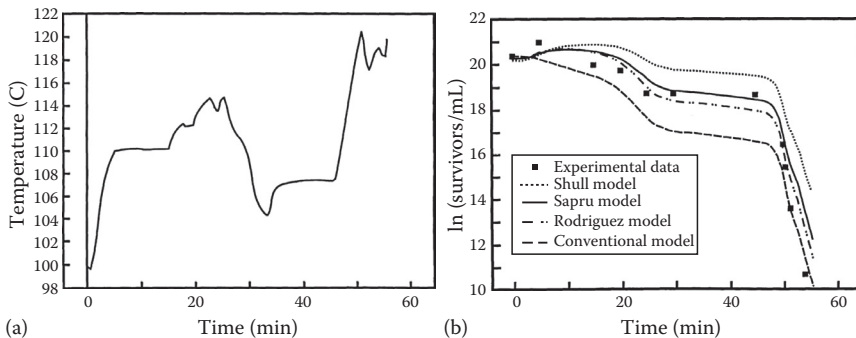 122
120
118
116
114
112
110
108
106
104
102
100
98
Temperature (C)
0
20
40
60
Time (min)
(a)
22
20
18
16
14
12
10
ln (survivors/mL)
Experimental data
Shull model
Sapru model
Rodriguez model
Conventional model
0
20
40
60
Time (min)
(b)